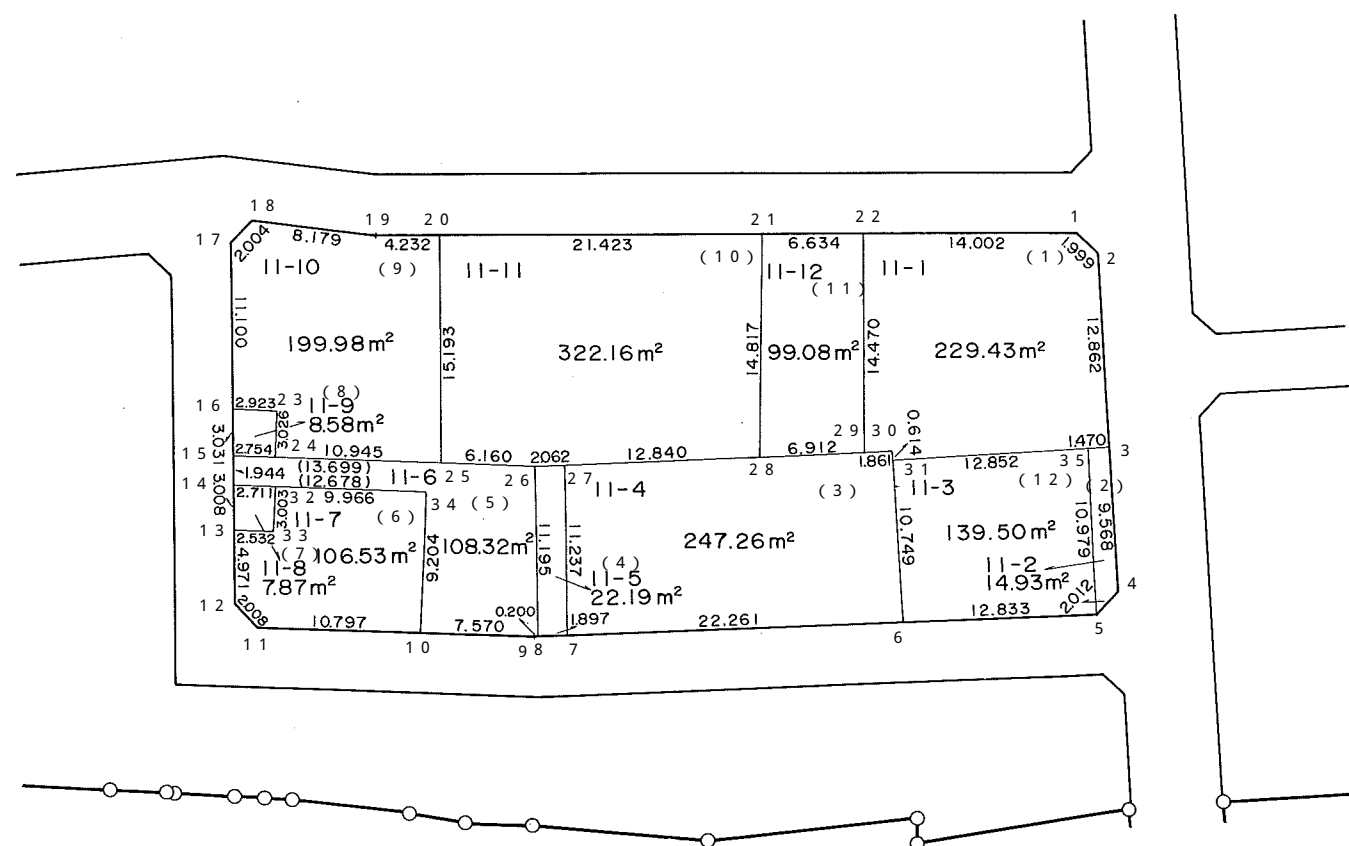 18
19 20 21 22 1
17 2.004 8.179 4.232 21.423 6.634 14.002 1.999 2
11-10 (9) 11-11 (10) 11-12 (11) 11-1 (1)
11.100 15.193 14.817 14.470 12.862
199.98m² 322.16m² 99.08m² 229.43m²
16 2.923 23 (8) 11-9
3.031 3.026 8.58m² 29 30 0.614
15 2.754 24 10.945 6.160 2062 12.840 6.912 1.861 12.852 1.470 3
1.944 (13.699) 11-6 25 26 27 28 31 35
14 (12.678) 11-4 (3) 11-3 (12) (2)
3.008 2.711 3.003 32 9.966 34 (5)
11-7 (6)
13 2.532 33 9.204 11.195 11.237 10.749 10.979 9.568
(7) 106.53m² 108.32m² 247.26m² 139.50m²
4.971 11-8 (4) 11-2
7.87m² 11-5 14.93m² 4
12 22.19m²
2008 10.797 7.570 0.200 1.897 22.261 12.833 2.012
11 10 9 8 7 6 5